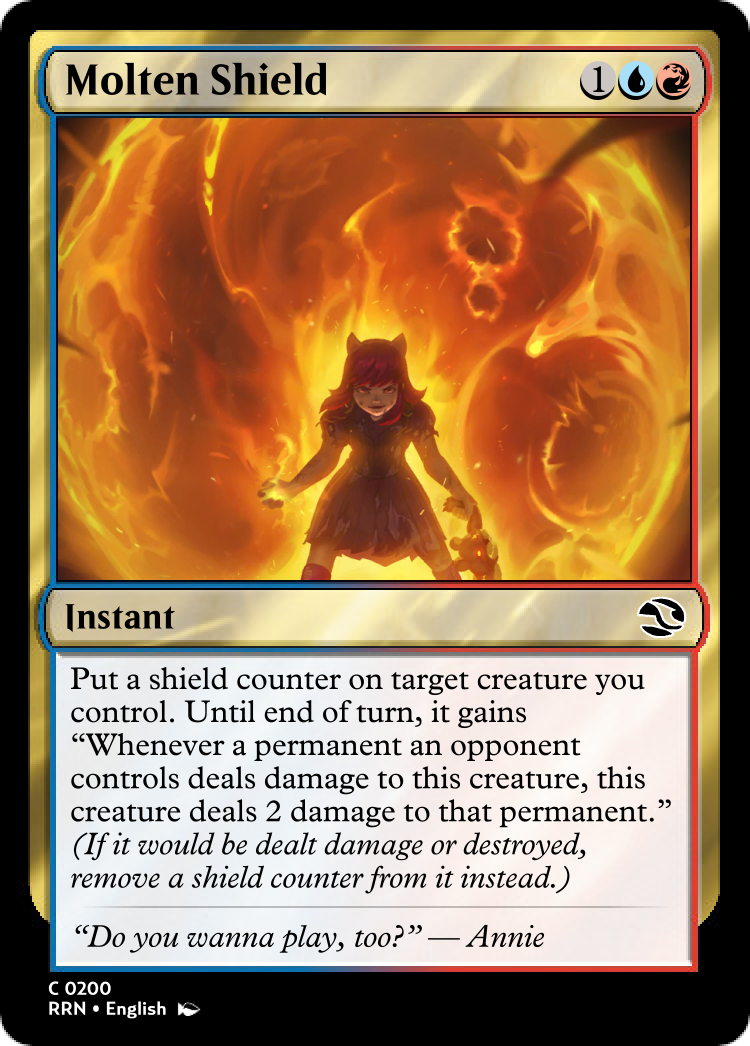 Molten Shield 1
Instant
Put a shield counter on target creature you
control. Until end of turn, it gains
“Whenever a permanent an opponent
controls deals damage to this creature, this
creature deals 2 damage to that permanent.”
(If it would be dealt damage or destroyed,
remove a shield counter from it instead.)
“Do you wanna play, too?” — Annie
C 0200
RRN • English